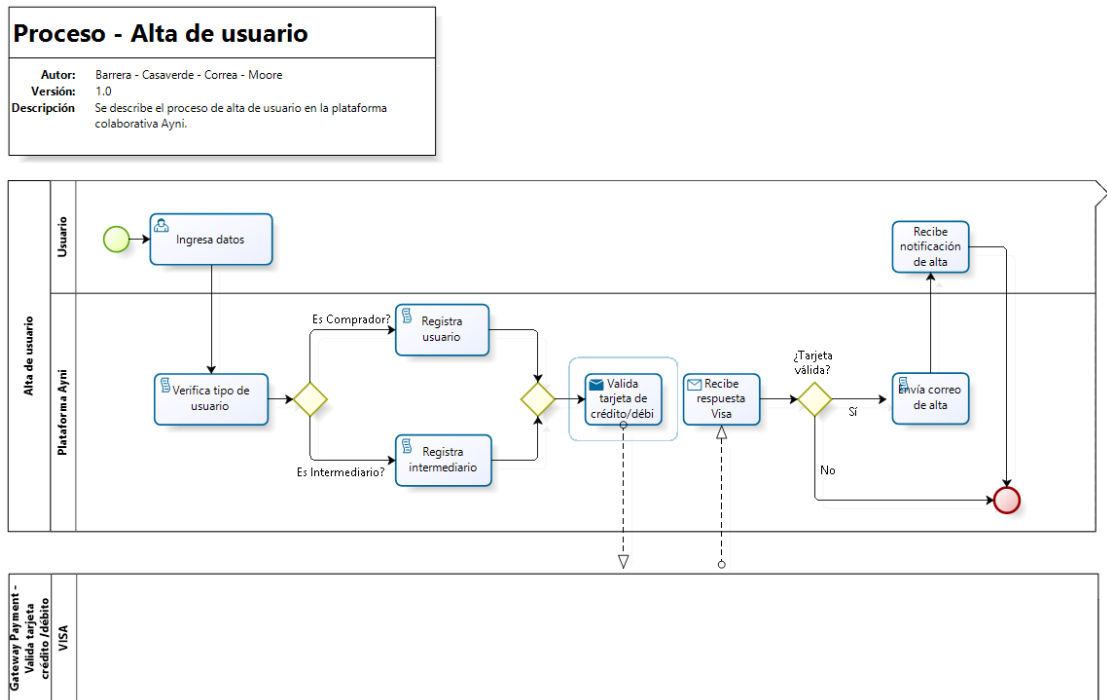 Proceso - Alta de usuario
Autor: Barrera - Casaverde - Correa - Moore
Versión: 1.0
Descripción Se describe el proceso de alta de usuario en la plataforma
colaborativa Ayni.
Alta de usuario
Usuario
Ingresa datos
Recibe
notificación
de alta
Plataforma Ayni
Verifica tipo de
usuario
Es Comprador?
Registra
usuario
Es Intermediario?
Registra
intermediario
Valida
tarjeta de
crédito/débi
Recibe
respuesta
Visa
¿Tarjeta
válida?
Sí
No
Envía correo
de alta
Gateway Payment -
Valida tarjeta
crédito /débito
VISA